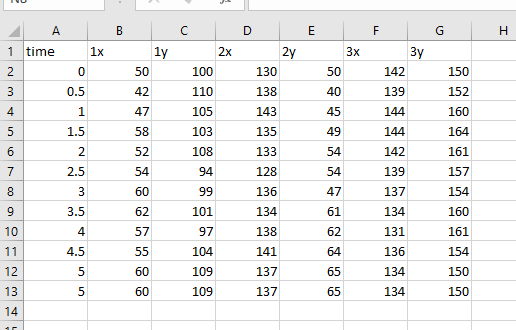 A B C D E F G H
1 time 1x 1y 2x 2y 3x 3y
2 0 50 100 130 50 142 150
3 0.5 42 110 138 40 139 152
4 1 47 105 143 45 144 160
5 1.5 58 103 135 49 144 164
6 2 52 108 133 54 142 161
7 2.5 54 94 128 54 139 157
8 3 60 99 136 47 137 154
9 3.5 62 101 134 61 134 160
10 4 57 97 138 62 131 161
11 4.5 55 104 141 64 136 154
12 5 60 109 137 65 134 150
13 5 60 109 137 65 134 150
14